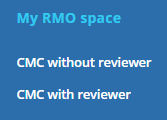 My RMO space
CMC without reviewer
CMC with reviewer